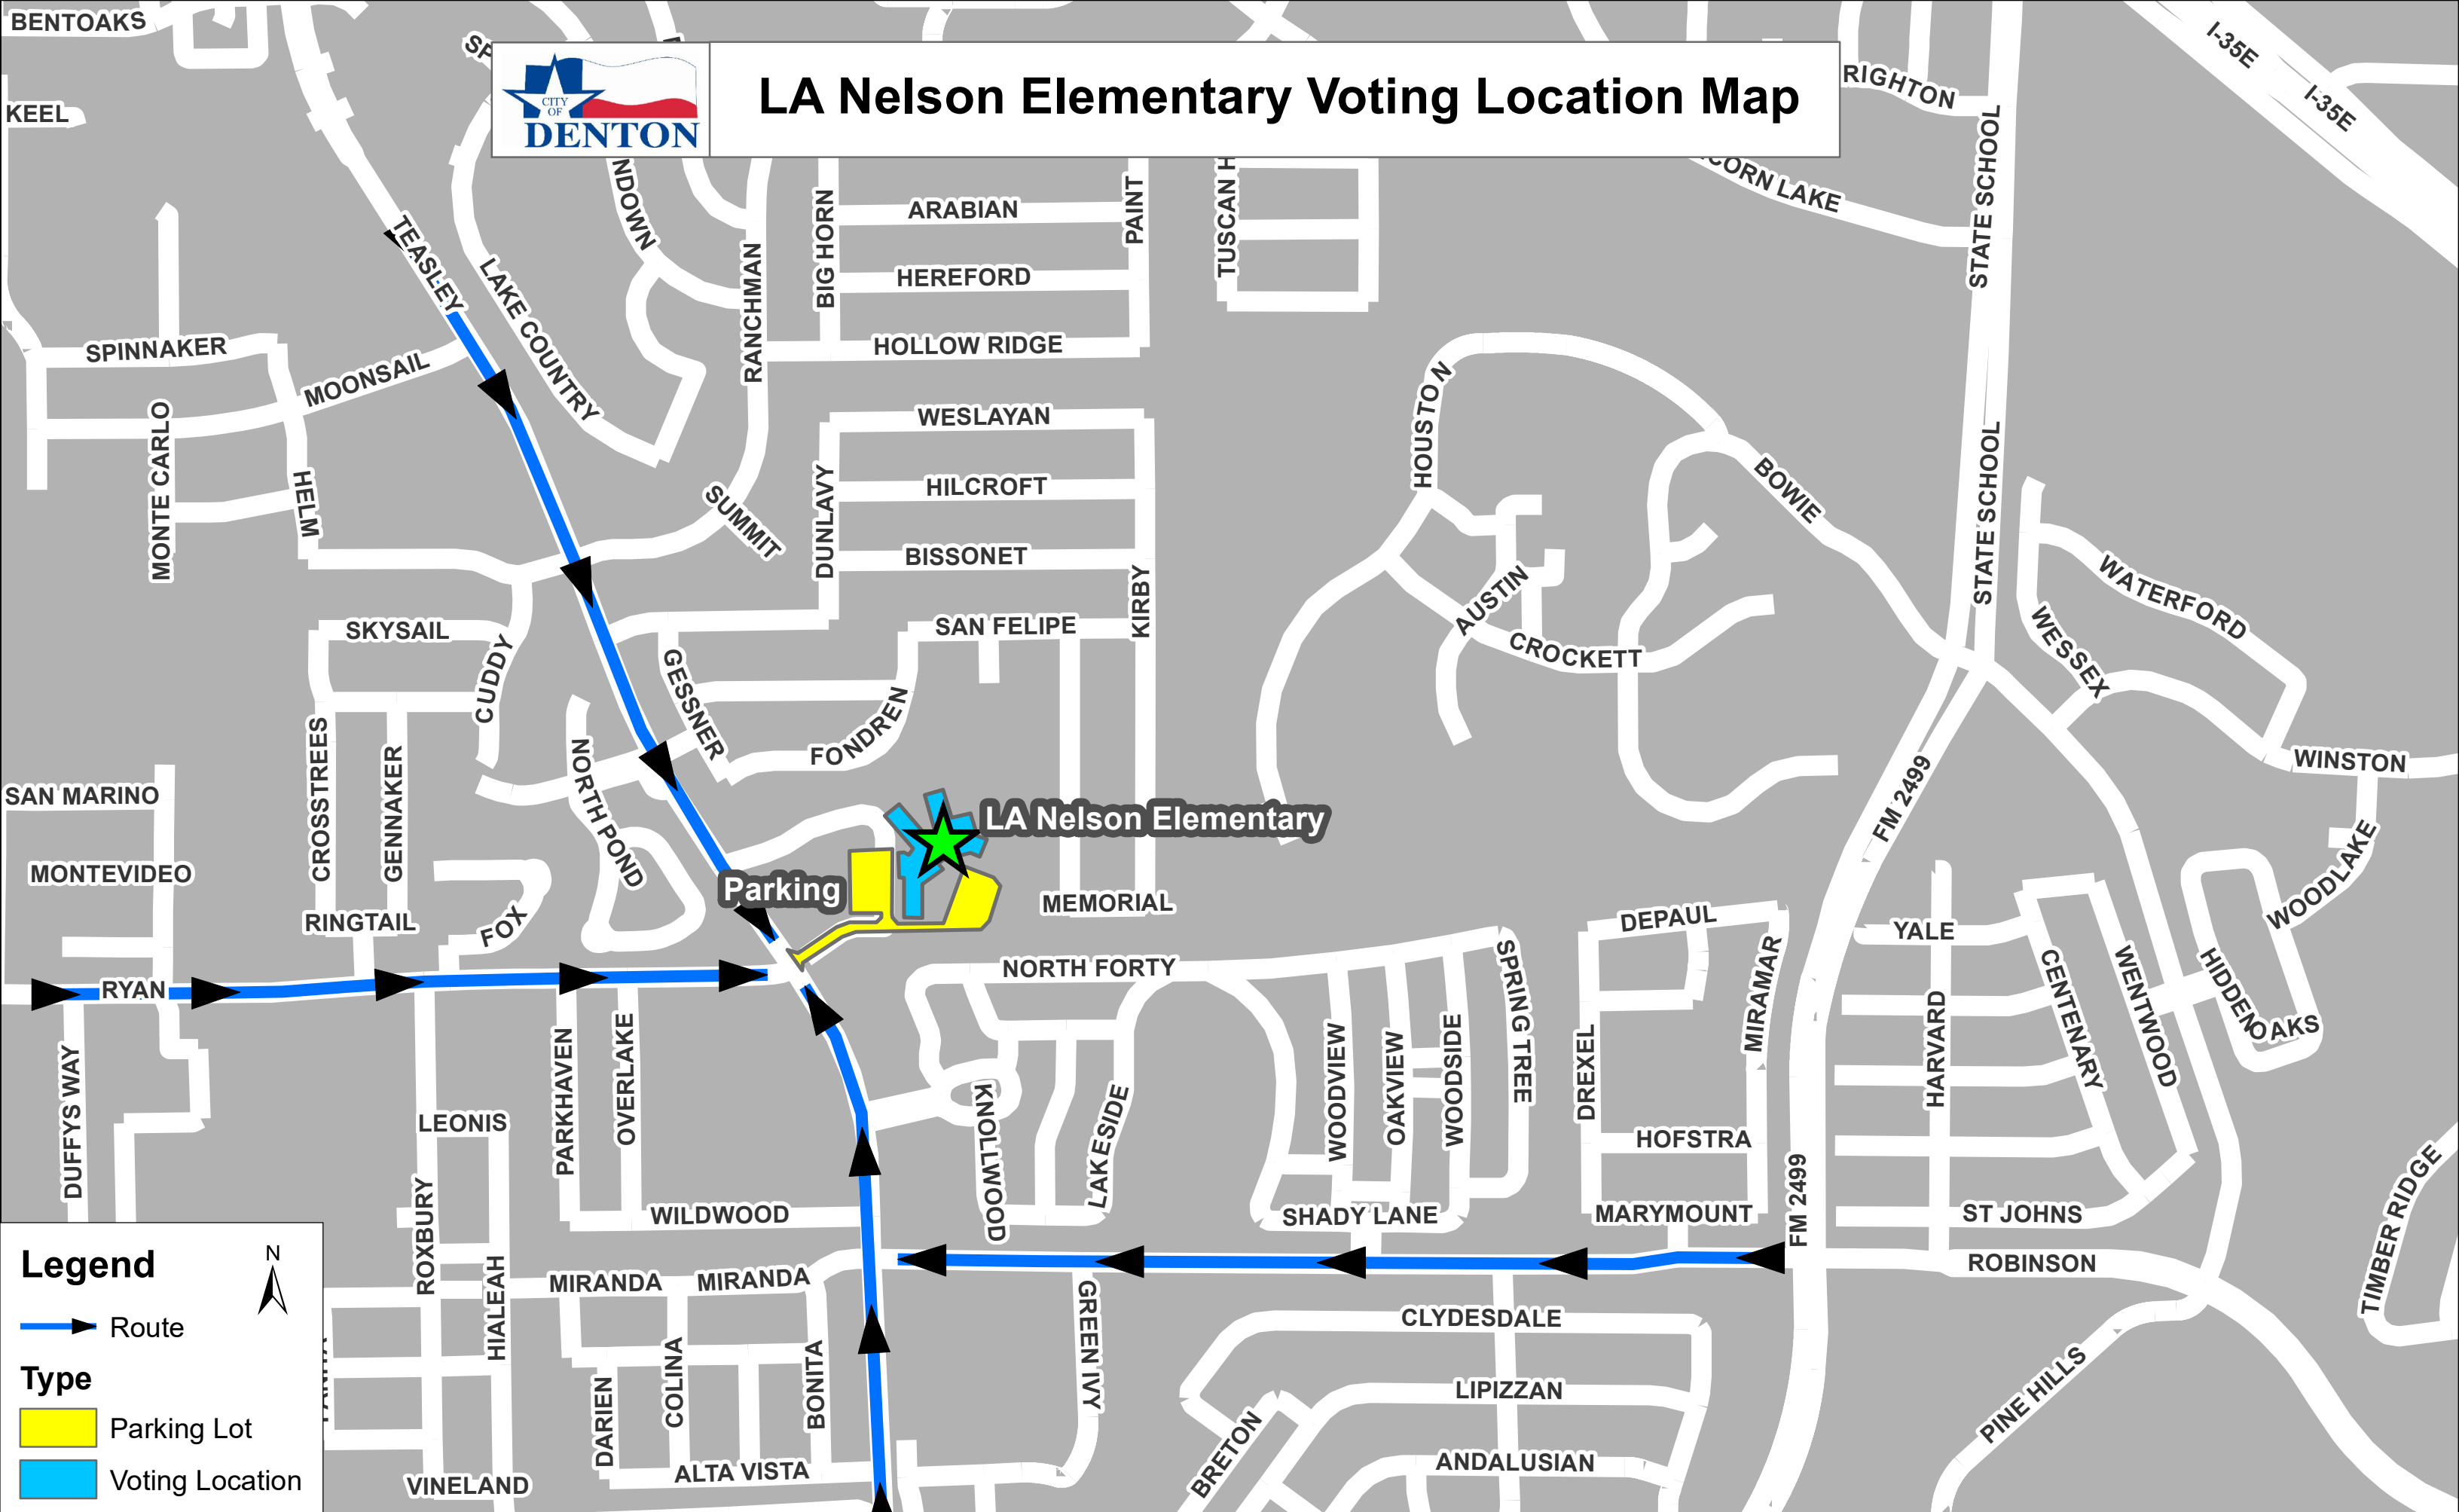 BENTOAKS
KEEL
CITY
OF
DENTON
LA Nelson Elementary Voting Location Map
I-35E
I-35E
STATE SCHOOL
ARABIAN
PAINT
BIG HORN
HEREFORD
RANCHMAN
HOLLOW RIDGE
TEASLEY
LAKE COUNTRY
SPINNAKER
MOONSAIL
MONTE CARLO
HELM
WESLAYAN
HILCROFT
DUNLAVY
SUMMIT
BISSONET
KIRBY
HOUSTON
BOWIE
STATE SCHOOL
AUSTIN
CROCKETT
WATERFORD
WESSEX
WINSTON
SKYSAIL
CUDDY
SAN FELIPE
GESSNER
FONDREN
CROSSTREES
GENNAKER
NORTH POND
SAN MARINO
MONTEVIDEO
RINGTAIL
FOX
LA Nelson Elementary
Parking
MEMORIAL
FM 2499
WOODLAKE
DEPAUL
YALE
RYAN
NORTH FORTY
SPRING TREE
MIRAMAR
CENTENARY
WENTWOOD
HIDDEN OAKS
HARVARD
DUFFYS WAY
PARKHAVEN
OVERLAKE
LEONIS
ROXBURY
KNOLLWOOD
LAKESIDE
WOODVIEW
OAKVIEW
WOODSIDE
DREXEL
HOFSTRA
WILDWOOD
SHADY LANE
MARYMOUNT
FM 2499
ST JOHNS
ROBINSON
TIMBER RIDGE
MIRANDA
MIRANDA
HIALEAH
DARIEN
COLINA
BONITA
GREEN IVY
CLYDESDALE
LIPIZZAN
BRETON
ANDALUSIAN
PINE HILLS
ALTA VISTA
VINELAND
Legend
N
Route
Type
Parking Lot
Voting Location